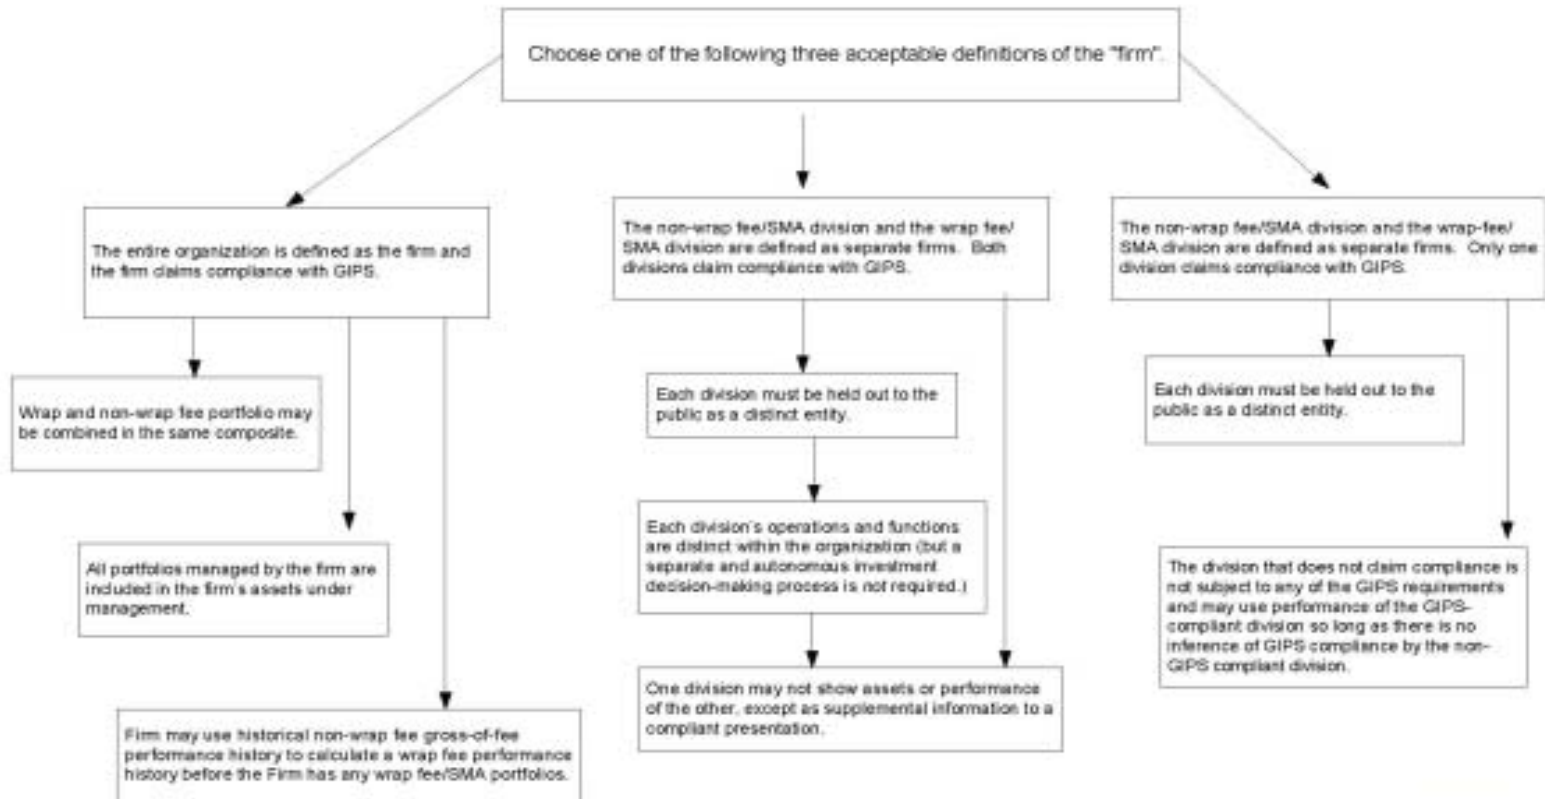 Choose one of the following three acceptable definitions of the "firm".
The entire organization is defined as the firm and
the firm claims compliance with GIPS.
Wrap and non-wrap fee portfolio may
be combined in the same composite.
All portfolios managed by the firm are
included in the firm's assets under
management.
Firm may use historical non-wrap fee gross-of-fee
performance history to calculate a wrap fee performance
history before the Firm has any wrap fee/SMA portfolios.
The non-wrap fee/SMA division and the wrap fee/
SMA division are defined as separate firms. Both
divisions claim compliance with GIPS.
Each division must be held out to the
public as a distinct entity.
Each division's operations and functions
are distinct within the organization (but a
separate and autonomous investment
decision-making process is not required.)
One division may not show assets or performance
of the other, except as supplemental information to a
compliant presentation.
The non-wrap fee/SMA division and the wrap-fee/
SMA division are defined as separate firms. Only one
division claims compliance with GIPS.
Each division must be held out to the
public as a distinct entity.
The division that does not claim compliance is
not subject to any of the GIPS requirements
and may use performance of the GIPS-
compliant division so long as there is no
inference of GIPS compliance by the non-
GIPS compliant division.